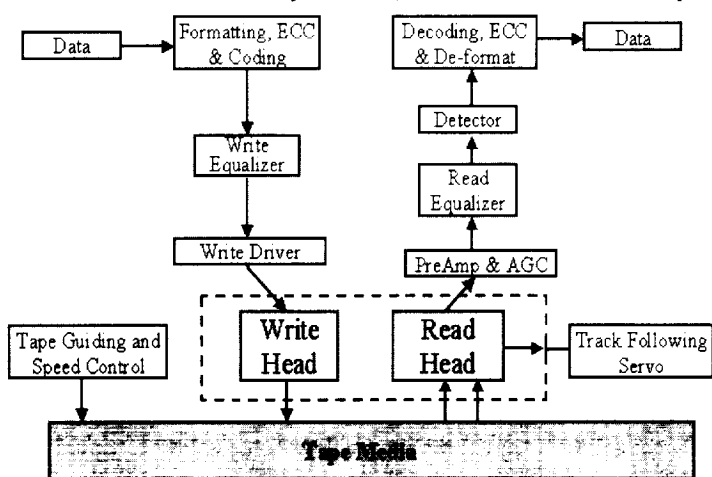 Data
Formatting, ECC
& Coding
Decoding, ECC
& De-format
Data
Detector
Write
Equalizer
Read
Equalizer
Write Driver
PreAmp & AGC
Write
Head
Read
Head
Tape Guiding and
Speed Control
Track Following
Servo
Tape Media